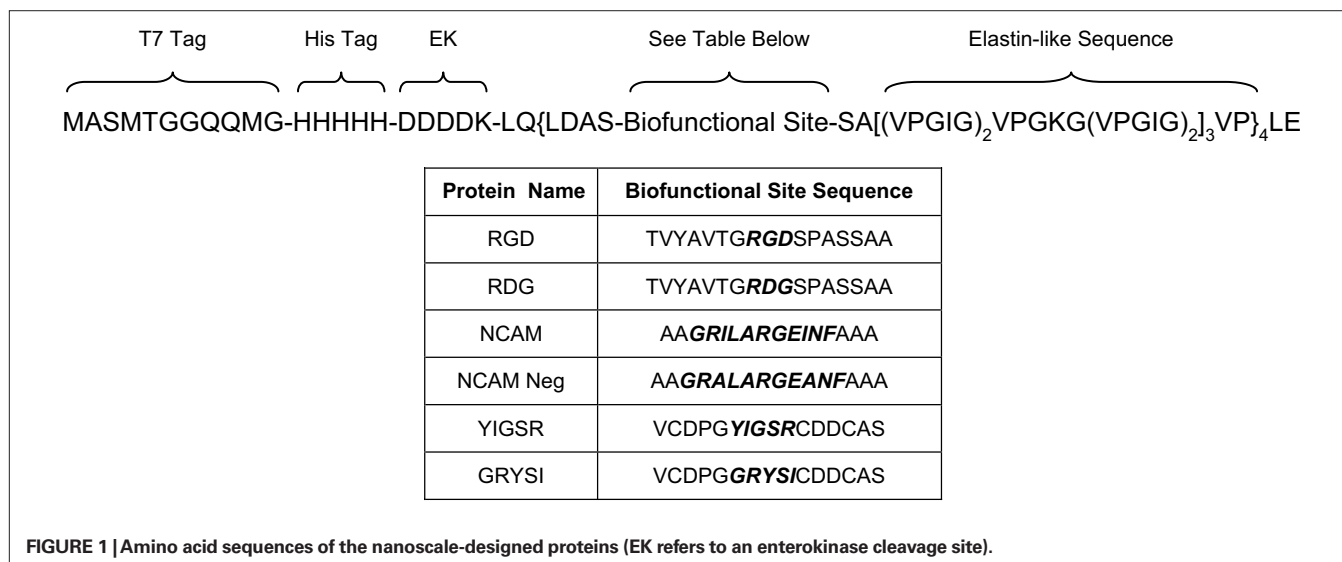 T7 Tag His Tag EK See Table Below Elastin-like Sequence
MASMTGGQQMG-HHHHH-DDDDK-LQ{LDAS-Biofunctional Site-SA[(VPGIG)2VPGKG(VPGIG)2]3VP}4LE
Protein Name Biofunctional Site Sequence
RGD TVYAVTGRGDSPASSAA
RDG TVYAVTGRDGSPASSAA
NCAM AAGRILARGEINFAAA
NCAM Neg AAGRALARGEANFAAA
YIGSR VCDPGYIGSRCDDCAS
GRYSI VCDPGGRYSICDDCAS
FIGURE 1 | Amino acid sequences of the nanoscale-designed proteins (EK refers to an enterokinase cleavage site).